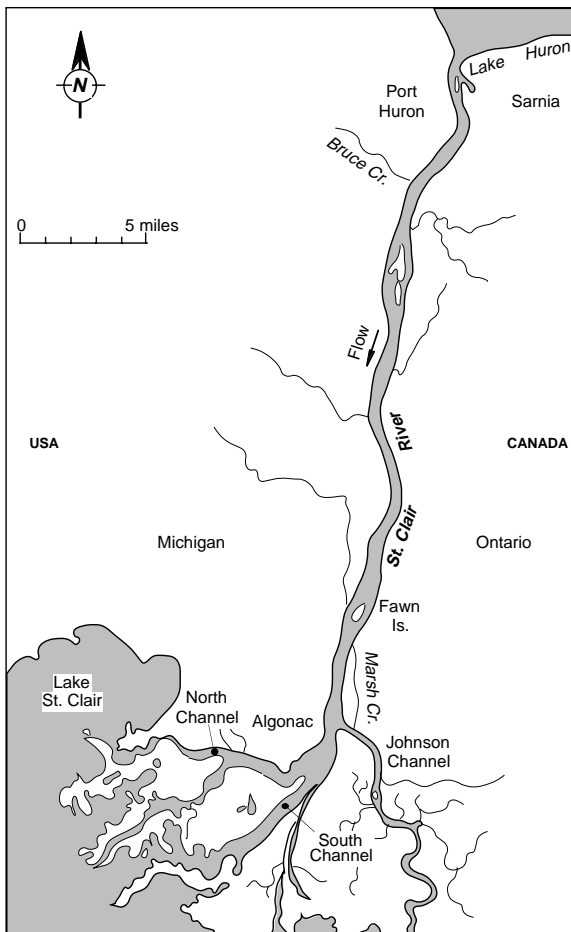 Lake Huron
Port
Huron
Sarnia
N
Bruce Cr.
0 5 miles
Flow
River
USA
CANADA
St. Clair
Michigan
Ontario
Fawn
Is.
Marsh Cr.
Lake
St. Clair
North
Channel
Algonac
Johnson
Channel
South
Channel